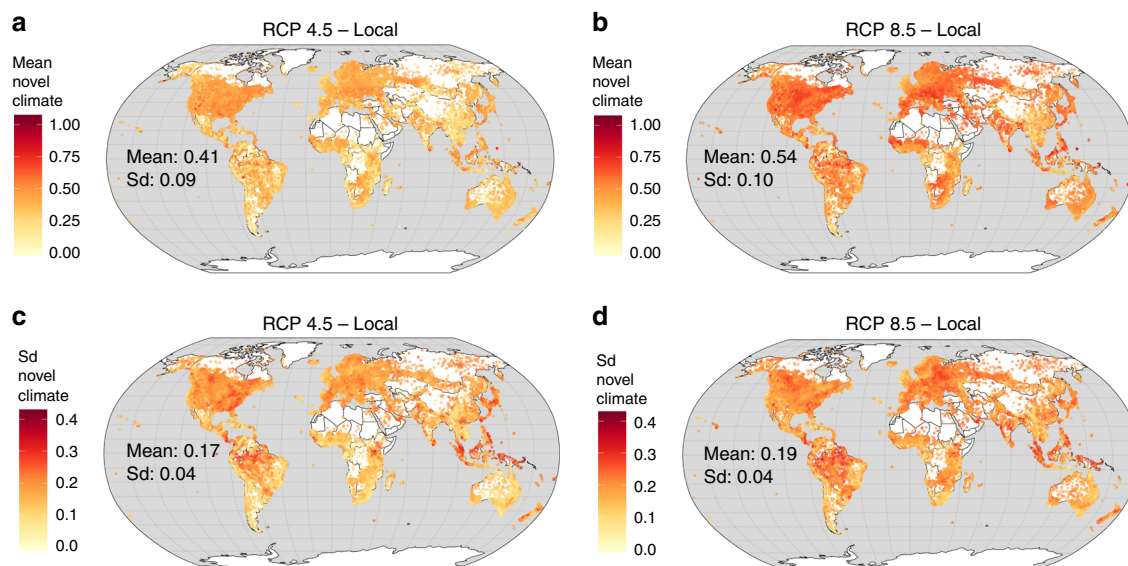 a
RCP 4.5 – Local
Mean
novel
climate
1.00
0.75
0.50
0.25
0.00
Mean: 0.41
Sd: 0.09
b
RCP 8.5 – Local
Mean
novel
climate
1.00
0.75
0.50
0.25
0.00
Mean: 0.54
Sd: 0.10
c
RCP 4.5 – Local
Sd
novel
climate
0.4
0.3
0.2
0.1
0.0
Mean: 0.17
Sd: 0.04
d
RCP 8.5 – Local
Sd
novel
climate
0.4
0.3
0.2
0.1
0.0
Mean: 0.19
Sd: 0.04